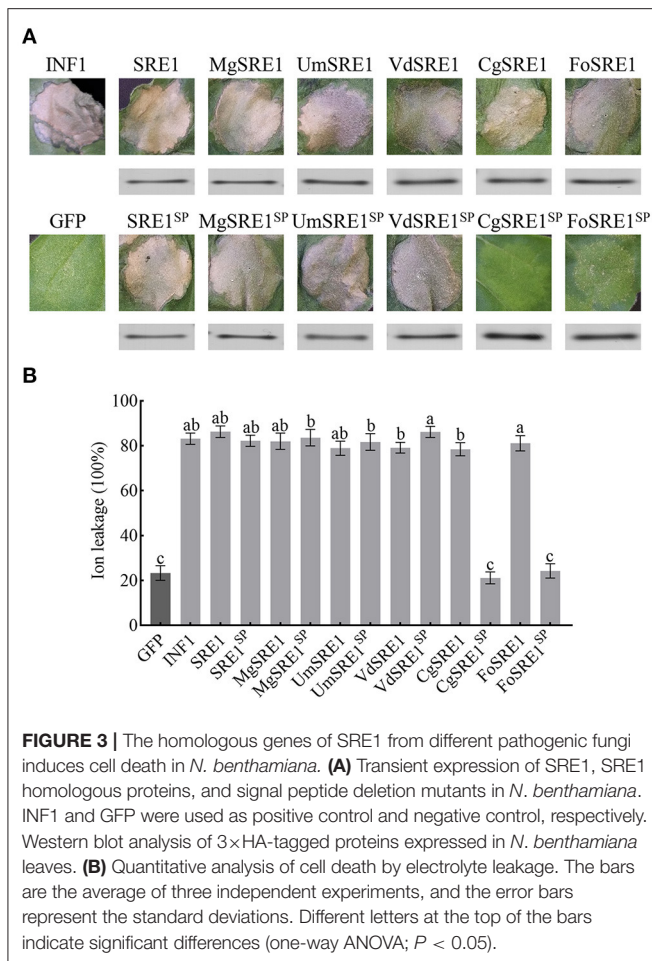 A
INF1 SRE1 MgSRE1 UmSRE1 VdSRE1 CgSRE1 FoSRE1
GFP SRE1SP MgSRE1SP UmSRE1SP VdSRE1SP CgSRE1SP FoSRE1SP
B
100
80
60
40
20
0
Ion leakage (100%)
c ab ab ab ab b ab b b a b c a c
GFP INF1 SRE1 SRE1SP MgSRE1 MgSRE1SP UmSRE1 UmSRE1SP VdSRE1 VdSRE1SP CgSRE1 CgSRE1SP FoSRE1 FoSRE1SP
FIGURE 3 | The homologous genes of SRE1 from different pathogenic fungi
induces cell death in N. benthamiana. (A) Transient expression of SRE1, SRE1
homologous proteins, and signal peptide deletion mutants in N. benthamiana.
INF1 and GFP were used as positive control and negative control, respectively.
Western blot analysis of 3×HA-tagged proteins expressed in N. benthamiana
leaves. (B) Quantitative analysis of cell death by electrolyte leakage. The bars
are the average of three independent experiments, and the error bars
represent the standard deviations. Different letters at the top of the bars
indicate significant differences (one-way ANOVA; P < 0.05).